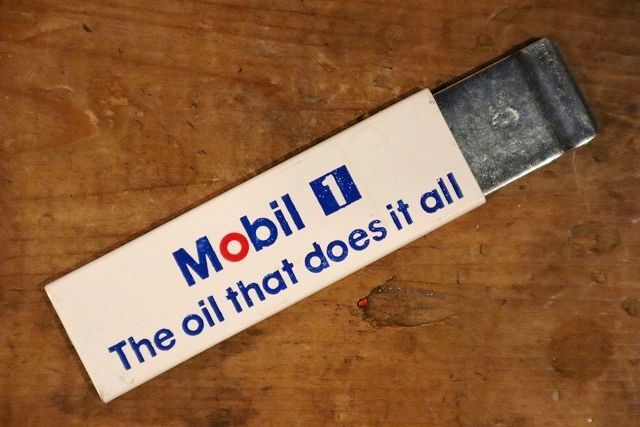 Mobil 1
The oil that does it all